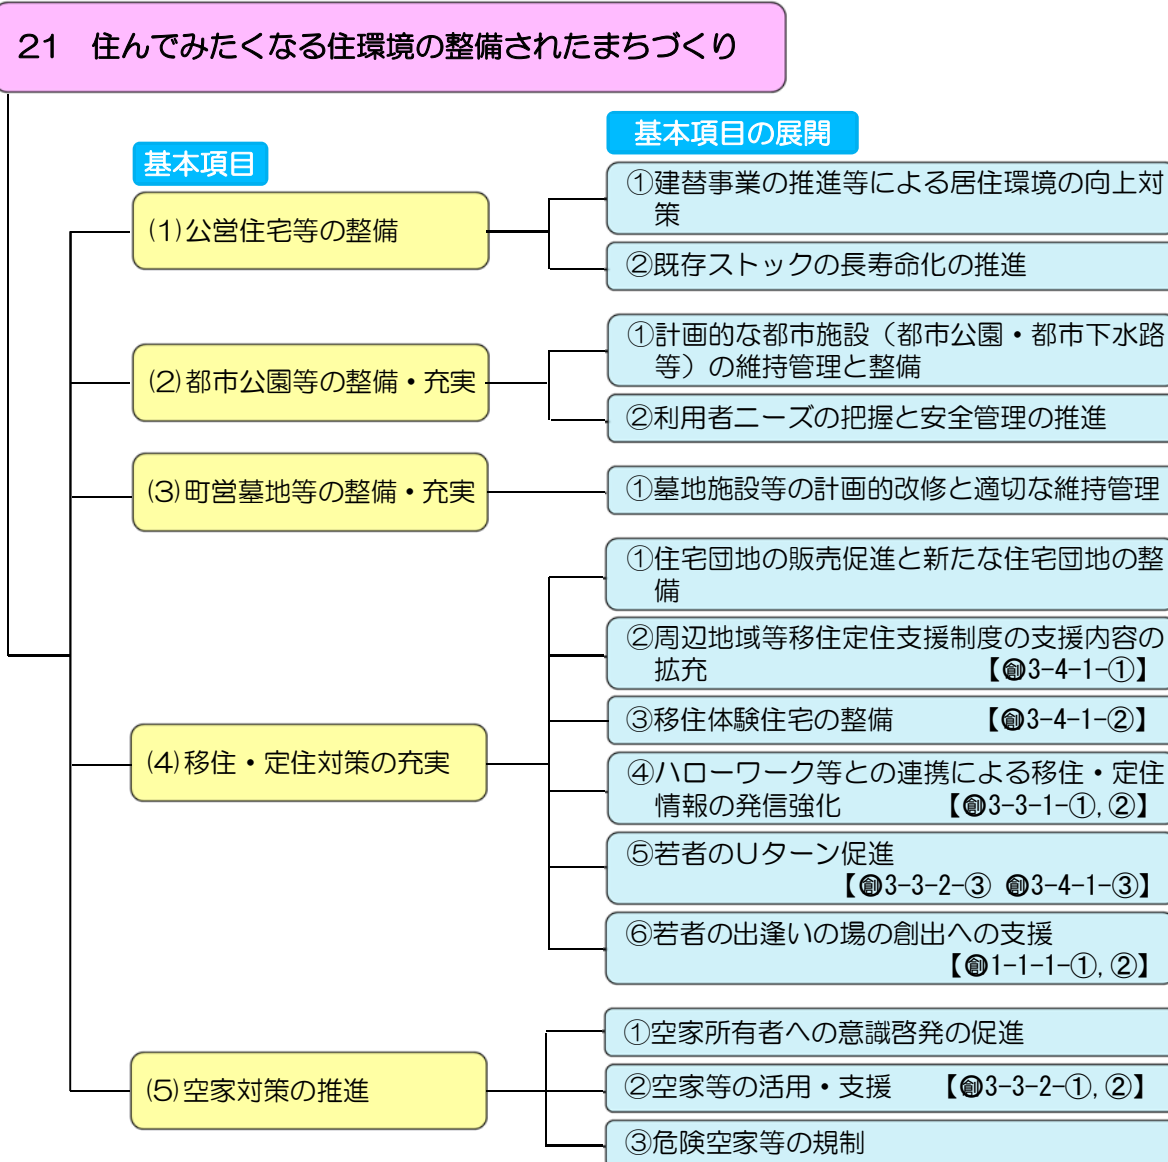 21　住んでみたくなる住環境の整備されたまちづくり
基本項目
基本項目の展開
(1)公営住宅等の整備
①建替事業の推進等による居住環境の向上対
策
②既存ストックの長寿命化の推進
(2)都市公園等の整備・充実
①計画的な都市施設（都市公園・都市下水路
等）の維持管理と整備
②利用者ニーズの把握と安全管理の推進
(3)町営墓地等の整備・充実
①墓地施設等の計画的改修と適切な維持管理
(4)移住・定住対策の充実
①住宅団地の販売促進と新たな住宅団地の整
備
②周辺地域等移住定住支援制度の支援内容の
拡充　【創3-4-1-①】
③移住体験住宅の整備　【創3-4-1-②】
④ハローワーク等との連携による移住・定住
情報の発信強化　【創3-3-1-①,②】
⑤若者のUターン促進
【創3-3-2-③ 創3-4-1-③】
⑥若者の出逢いの場の創出への支援
【創1-1-1-①,②】
(5)空家対策の推進
①空家所有者への意識啓発の促進
②空家等の活用・支援　【創3-3-2-①,②】
③危険空家等の規制